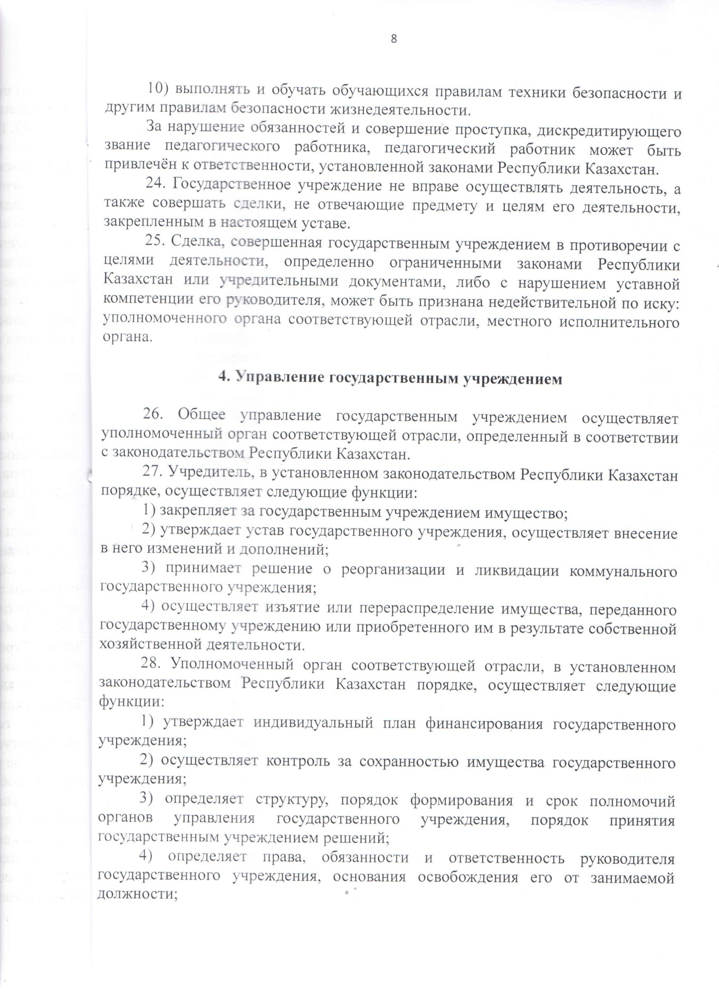 8
10) выполнять и обучать обучающихся правилам техники безопасности и
другим правилам безопасности жизнедеятельности.
За нарушение обязанностей и совершение проступка, дискредитирующего
звание педагогического работника, педагогический работник может быть
привлечён к ответственности, установленной законами Республики Казахстан.
24. Государственное учреждение не вправе осуществлять деятельность, а
также совершать сделки, не отвечающие предмету и целям его деятельности,
закрепленным в настоящем уставе.
25. Сделка, совершенная государственным учреждением в противоречии с
целями деятельности, определенно ограниченными законами Республики
Казахстан или учредительными документами, либо с нарушением уставной
компетенции его руководителя, может быть признана недействительной по иску:
уполномоченного органа соответствующей отрасли, местного исполнительного
органа.
4. Управление государственным учреждением
26. Общее управление государственным учреждением осуществляет
уполномоченный орган соответствующей отрасли, определенный в соответствии
с законодательством Республики Казахстан.
27. Учредитель, в установленном законодательством Республики Казахстан
порядке, осуществляет следующие функции:
1) закрепляет за государственным учреждением имущество;
2) утверждает устав государственного учреждения, осуществляет внесение
в него изменений и дополнений;
3) принимает решение о реорганизации и ликвидации коммунального
государственного учреждения;
4) осуществляет изъятие или перераспределение имущества, переданного
государственному учреждению или приобретенного им в результате собственной
хозяйственной деятельности.
28. Уполномоченный орган соответствующей отрасли, в установленном
законодательством Республики Казахстан порядке, осуществляет следующие
функции:
1) утверждает индивидуальный план финансирования государственного
учреждения;
2) осуществляет контроль за сохранностью имущества государственного
учреждения;
3) определяет структуру, порядок формирования и срок полномочий
органов управления государственного учреждения, порядок принятия
государственным учреждением решений;
4) определяет права, обязанности и ответственность руководителя
государственного учреждения, основания освобождения его от занимаемой
должности;